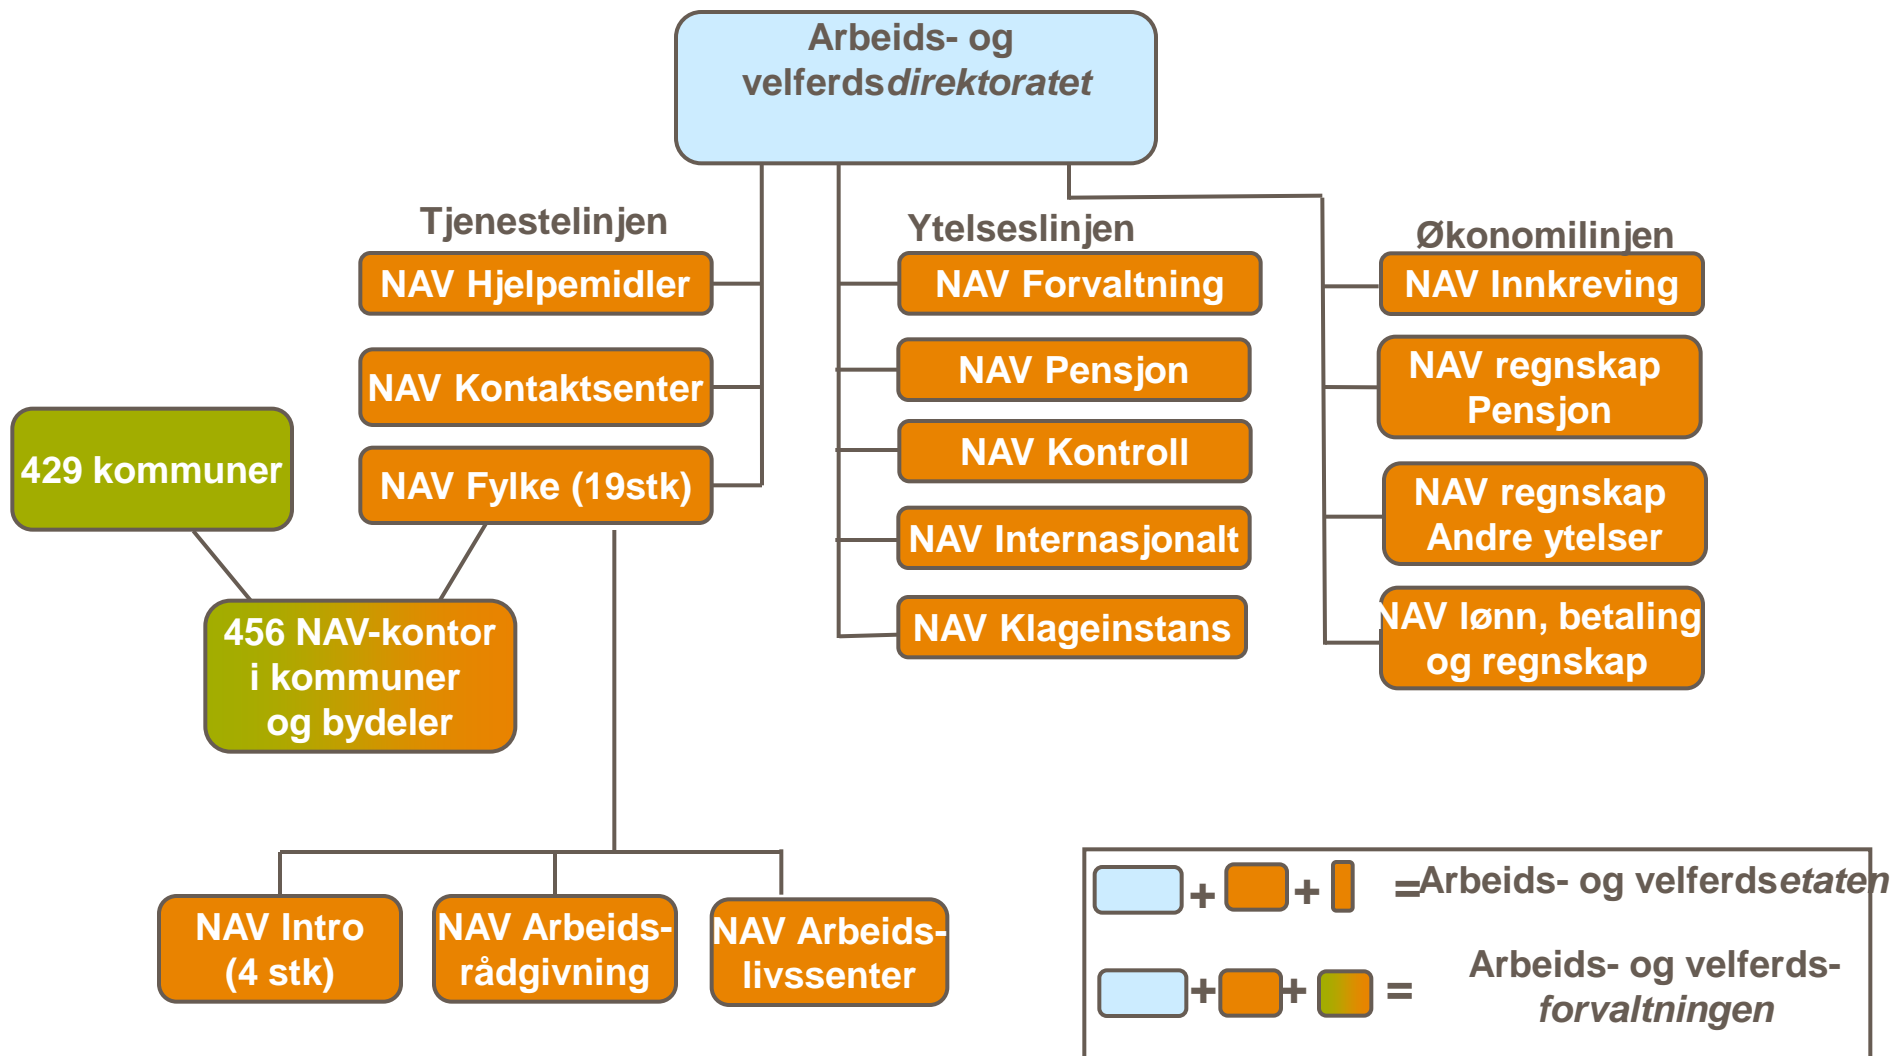 Arbeids- og
velferdsdirektoratet
Tjenestelinjen
NAV Hjelpemidler
NAV Kontaktsenter
NAV Fylke (19stk)
429 kommuner
456 NAV-kontor
i kommuner
og bydeler
NAV Intro
(4 stk)
NAV Arbeids-
rådgivning
NAV Arbeids-
livssenter
Ytelseslinjen
NAV Forvaltning
NAV Pensjon
NAV Kontroll
NAV Internasjonalt
NAV Klageinstans
Økonomilinjen
NAV Innkreving
NAV regnskap
Pensjon
NAV regnskap
Andre ytelser
NAV lønn, betaling
og regnskap
+ + =Arbeids- og velferdsetaten
+ + = Arbeids- og velferds-
forvaltningen